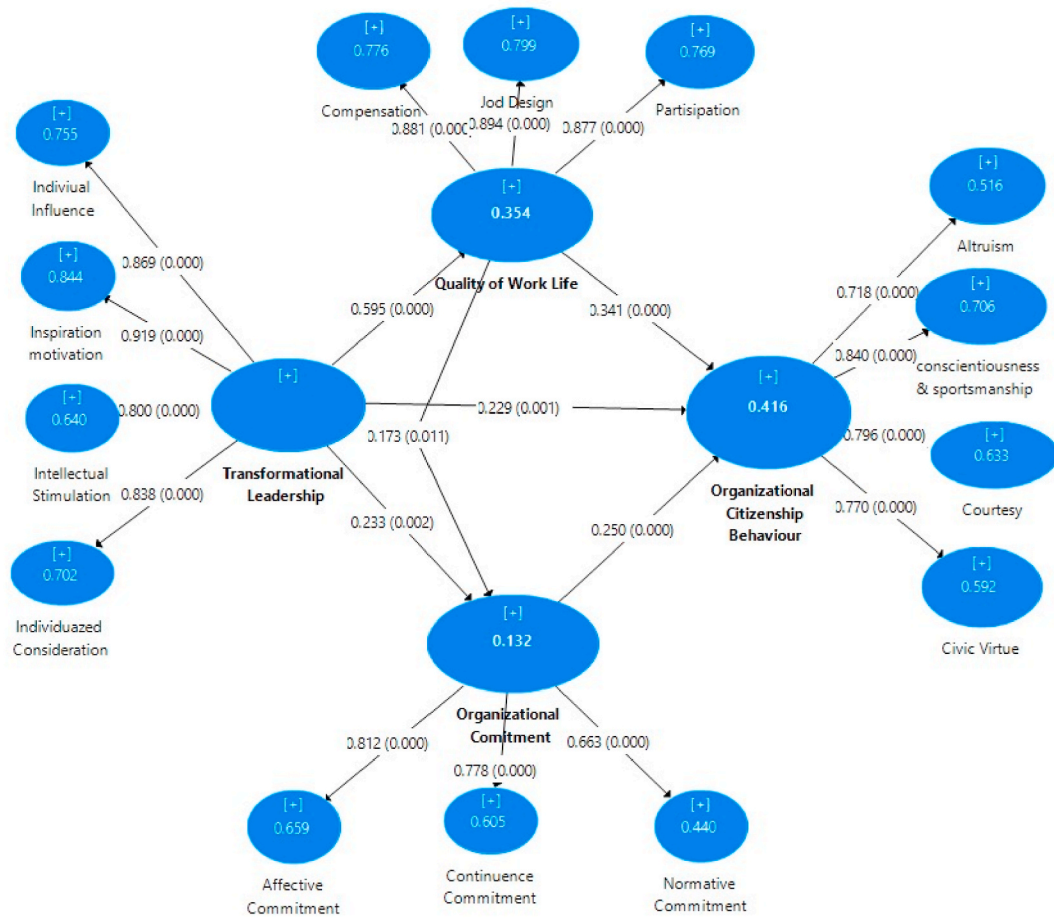 [+]
0.776
Compensation
[+]
0.799
Jod Design
[+]
0.769
Partisipation
0.881 (0.000
0.894 (0.000)
0.877 (0.000)
[+]
0.755
Indiviual
Influence
[+]
0.844
Inspiration
motivation
[+]
0.640
Intellectual
Stimulation
[+]
0.702
Individuazed
Consideration
0.869 (0.000)
0.919 (0.000)
0.800 (0.000)
0.838 (0.000)
[+]
Transformational
Leadership
[+]
0.354
Quality of Work Life
0.595 (0.000)
0.341 (0.000)
0.229 (0.001)
0.173 (0.011)
0.233 (0.002)
0.250 (0.000)
[+]
0.416
Organizational
Citizenship
Behaviour
[+]
0.516
Altruism
[+]
0.706
conscientiousness
& sportsmanship
[+]
0.633
Courtesy
[+]
0.592
Civic Virtue
0.718 (0.000)
0.840 (0.000)
0.796 (0.000)
0.770 (0.000)
[+]
0.132
Organizational
Comitment
0.812 (0.000)
0.778 (0.000)
0.663 (0.000)
[+]
0.659
Affective
Commitment
[+]
0.605
Continuence
Commitment
[+]
0.440
Normative
Commitment